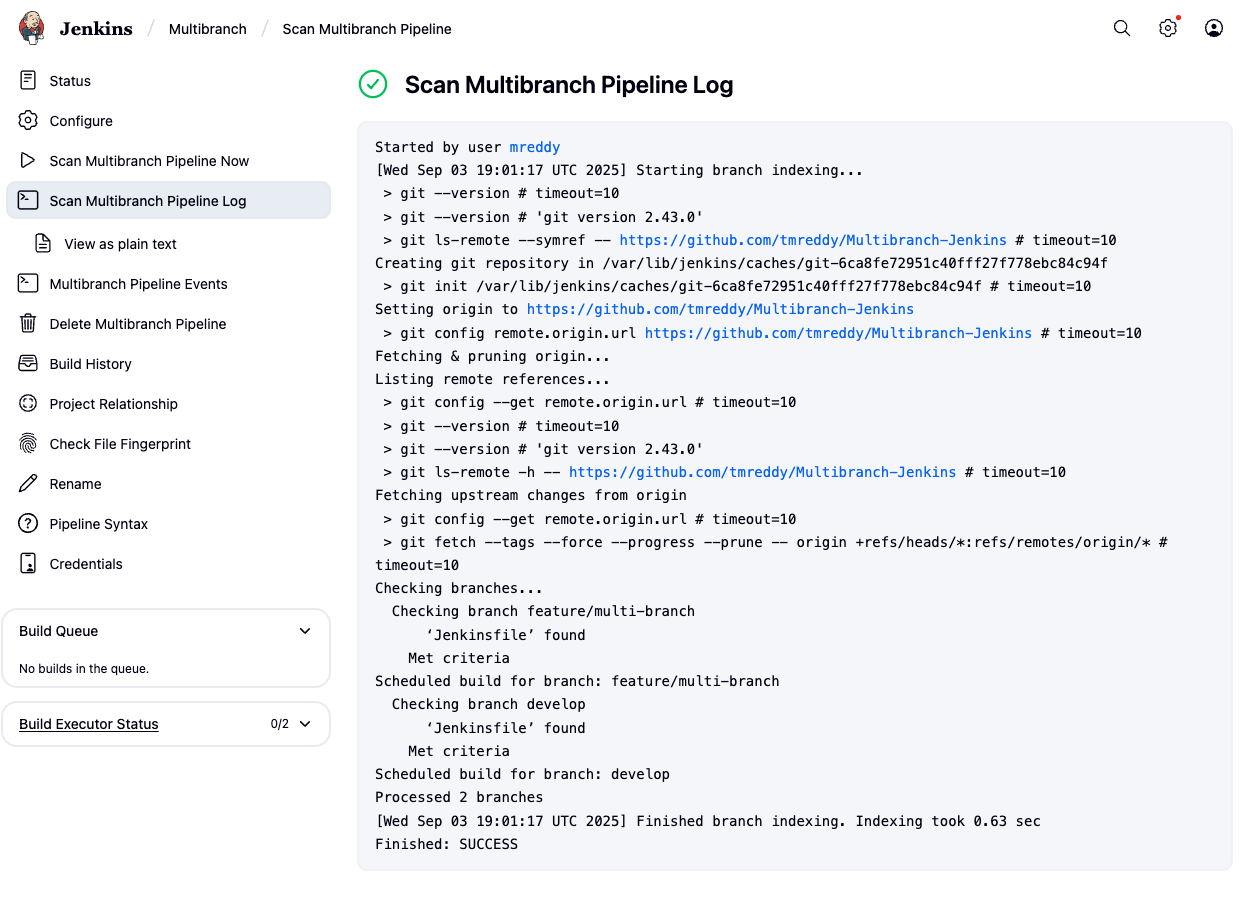 Jenkins / Multibranch / Scan Multibranch Pipeline
Status
Configure
Scan Multibranch Pipeline Now
Scan Multibranch Pipeline Log
View as plain text
Multibranch Pipeline Events
Delete Multibranch Pipeline
Build History
Project Relationship
Check File Fingerprint
Rename
Pipeline Syntax
Credentials
Build Queue
No builds in the queue.
Build Executor Status 0/2
Scan Multibranch Pipeline Log
Started by user mreddy
[Wed Sep 03 19:01:17 UTC 2025] Starting branch indexing...
 > git --version # timeout=10
 > git --version # 'git version 2.43.0'
 > git ls-remote --symref -- https://github.com/tmreddy/Multibranch-Jenkins # timeout=10
Creating git repository in /var/lib/jenkins/caches/git-6ca8fe72951c40fff27f778ebc84c94f
 > git init /var/lib/jenkins/caches/git-6ca8fe72951c40fff27f778ebc84c94f # timeout=10
Setting origin to https://github.com/tmreddy/Multibranch-Jenkins
 > git config remote.origin.url https://github.com/tmreddy/Multibranch-Jenkins # timeout=10
Fetching & pruning origin...
Listing remote references...
 > git config --get remote.origin.url # timeout=10
 > git --version # timeout=10
 > git --version # 'git version 2.43.0'
 > git ls-remote -h -- https://github.com/tmreddy/Multibranch-Jenkins # timeout=10
Fetching upstream changes from origin
 > git config --get remote.origin.url # timeout=10
 > git fetch --tags --force --progress --prune -- origin +refs/heads/*:refs/remotes/origin/* #
timeout=10
Checking branches...
  Checking branch feature/multi-branch
      ‘Jenkinsfile’ found
    Met criteria
Scheduled build for branch: feature/multi-branch
  Checking branch develop
      ‘Jenkinsfile’ found
    Met criteria
Scheduled build for branch: develop
Processed 2 branches
[Wed Sep 03 19:01:17 UTC 2025] Finished branch indexing. Indexing took 0.63 sec
Finished: SUCCESS